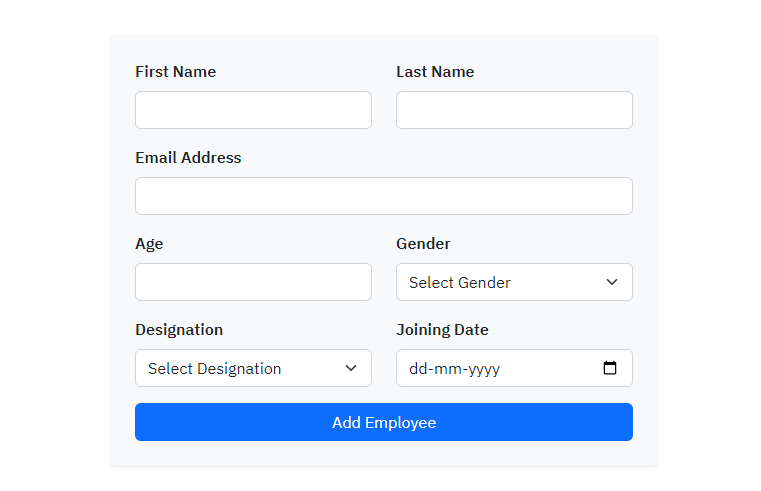 First Name Last Name
Email Address
Age Gender
Select Gender
Designation Joining Date
Select Designation dd-mm-yyyy
Add Employee